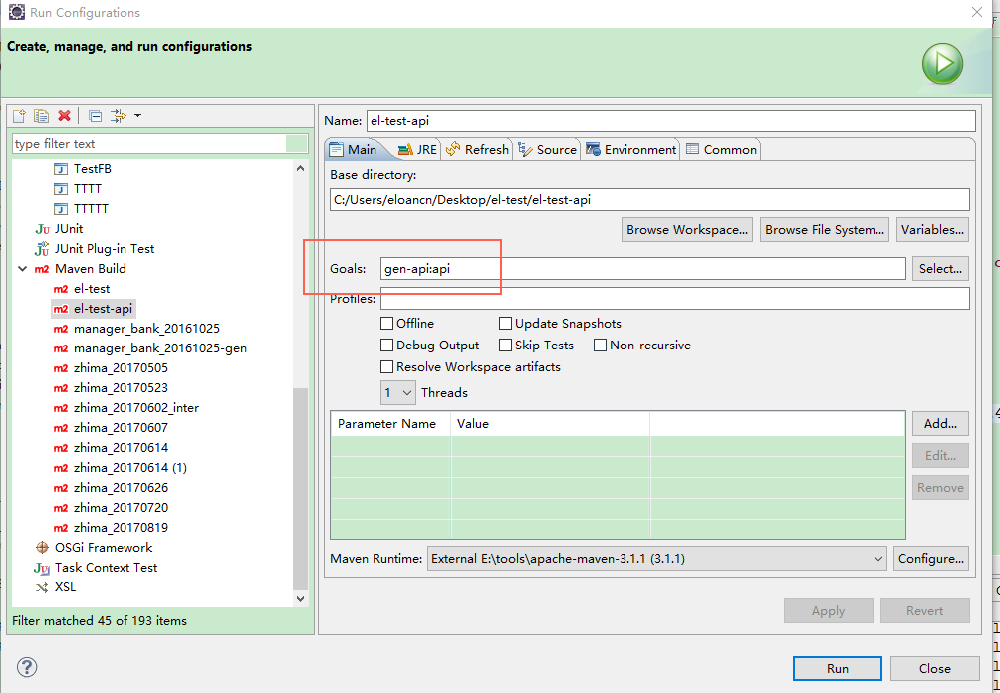 Run Configurations
Create, manage, and run configurations
type filter text
TestFB
TTTT
TTTTT
JUnit
JUnit Plug-in Test
Maven Build
el-test
el-test-api
manager_bank_20161025
manager_bank_20161025-gen
zhima_20170505
zhima_20170523
zhima_20170602_inter
zhima_20170607
zhima_20170614
zhima_20170614 (1)
zhima_20170626
zhima_20170720
zhima_20170819
OSGi Framework
Task Context Test
XSL
Filter matched 45 of 193 items
Name: el-test-api
Main JRE Refresh Source Environment Common
Base directory:
C:/Users/eloancn/Desktop/el-test/el-test-api
Browse Workspace... Browse File System... Variables...
Goals: gen-api:api Select...
Profiles:
Offline Update Snapshots
Debug Output Skip Tests Non-recursive
Resolve Workspace artifacts
1 Threads
Parameter Name Value
Add...
Edit...
Remove
Maven Runtime: External E:\tools\apache-maven-3.1.1 (3.1.1) Configure...
Apply Revert
Run Close